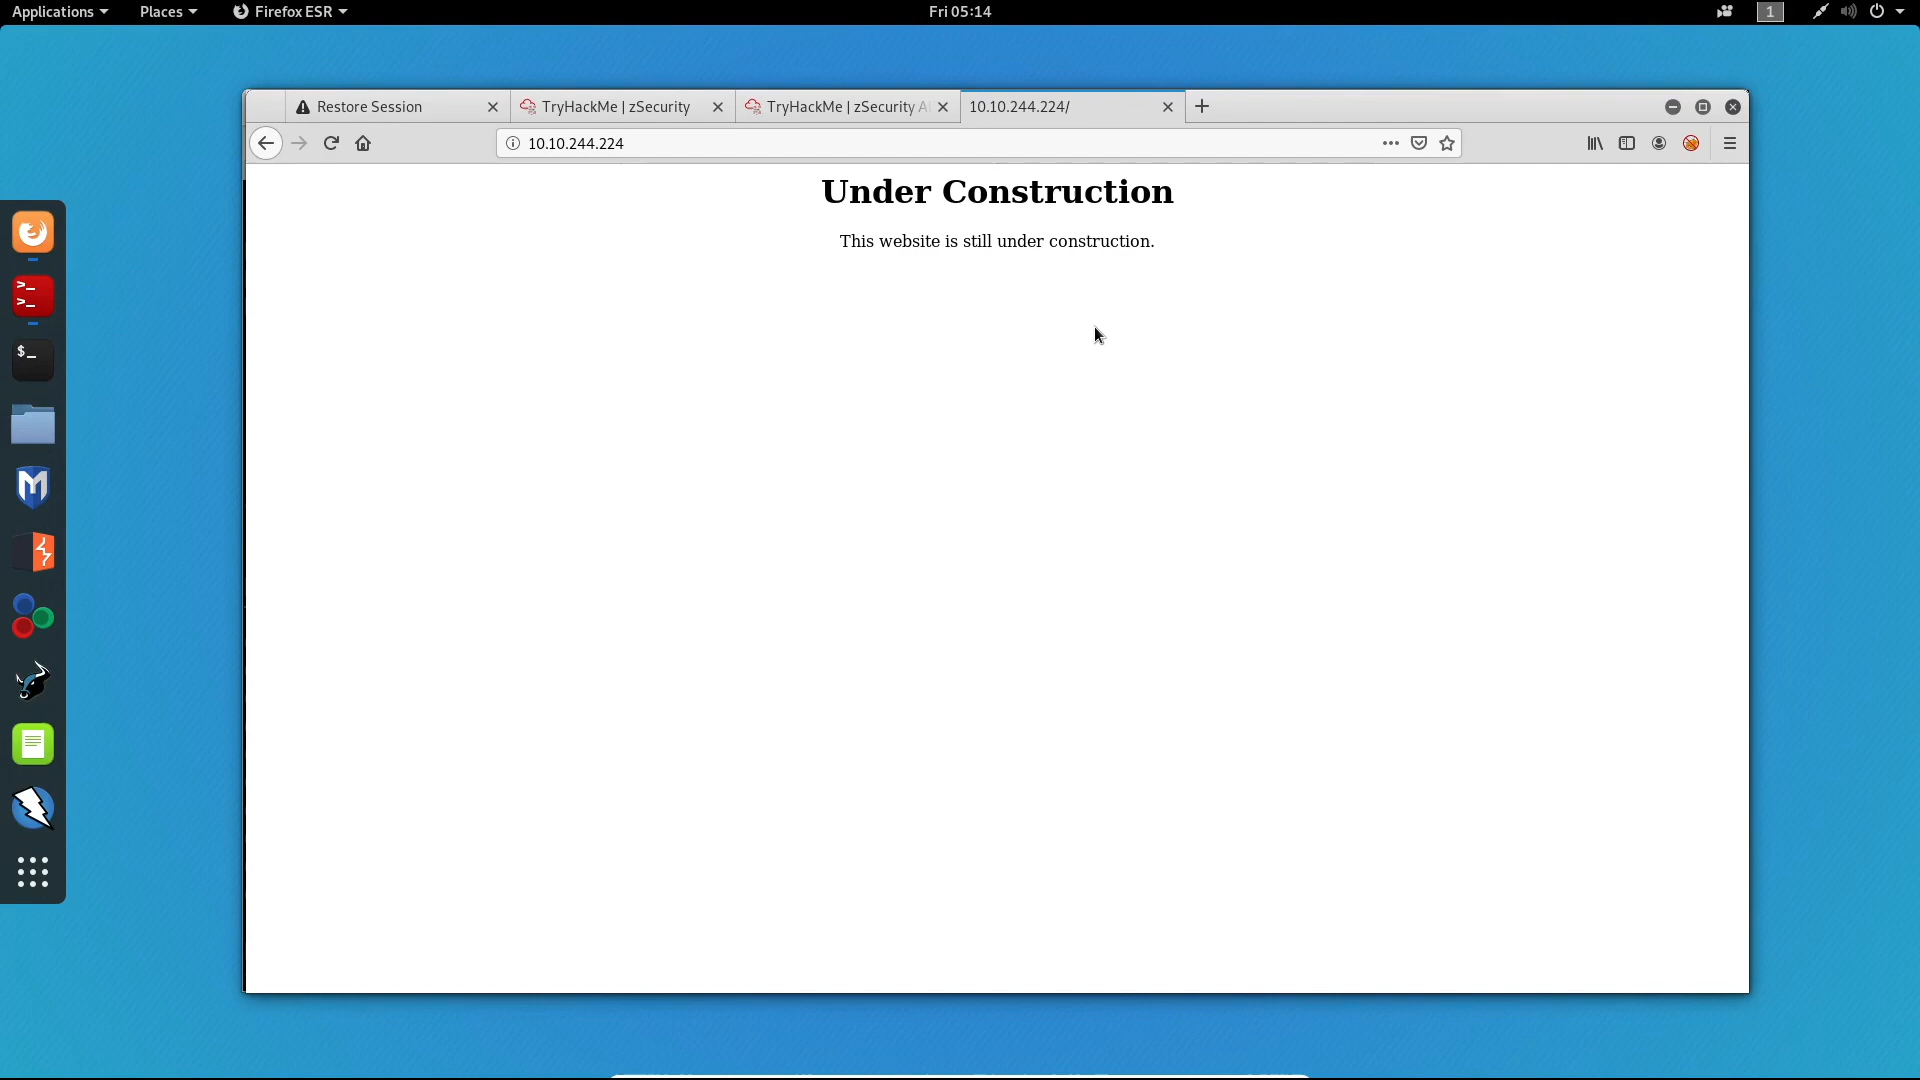 Applications Places Firefox ESR Fri 05:14 1
Restore Session TryHackMe | zSecurity TryHackMe | zSecurity A 10.10.244.224/
10.10.244.224
Under Construction
This website is still under construction.
>_
>_
$_